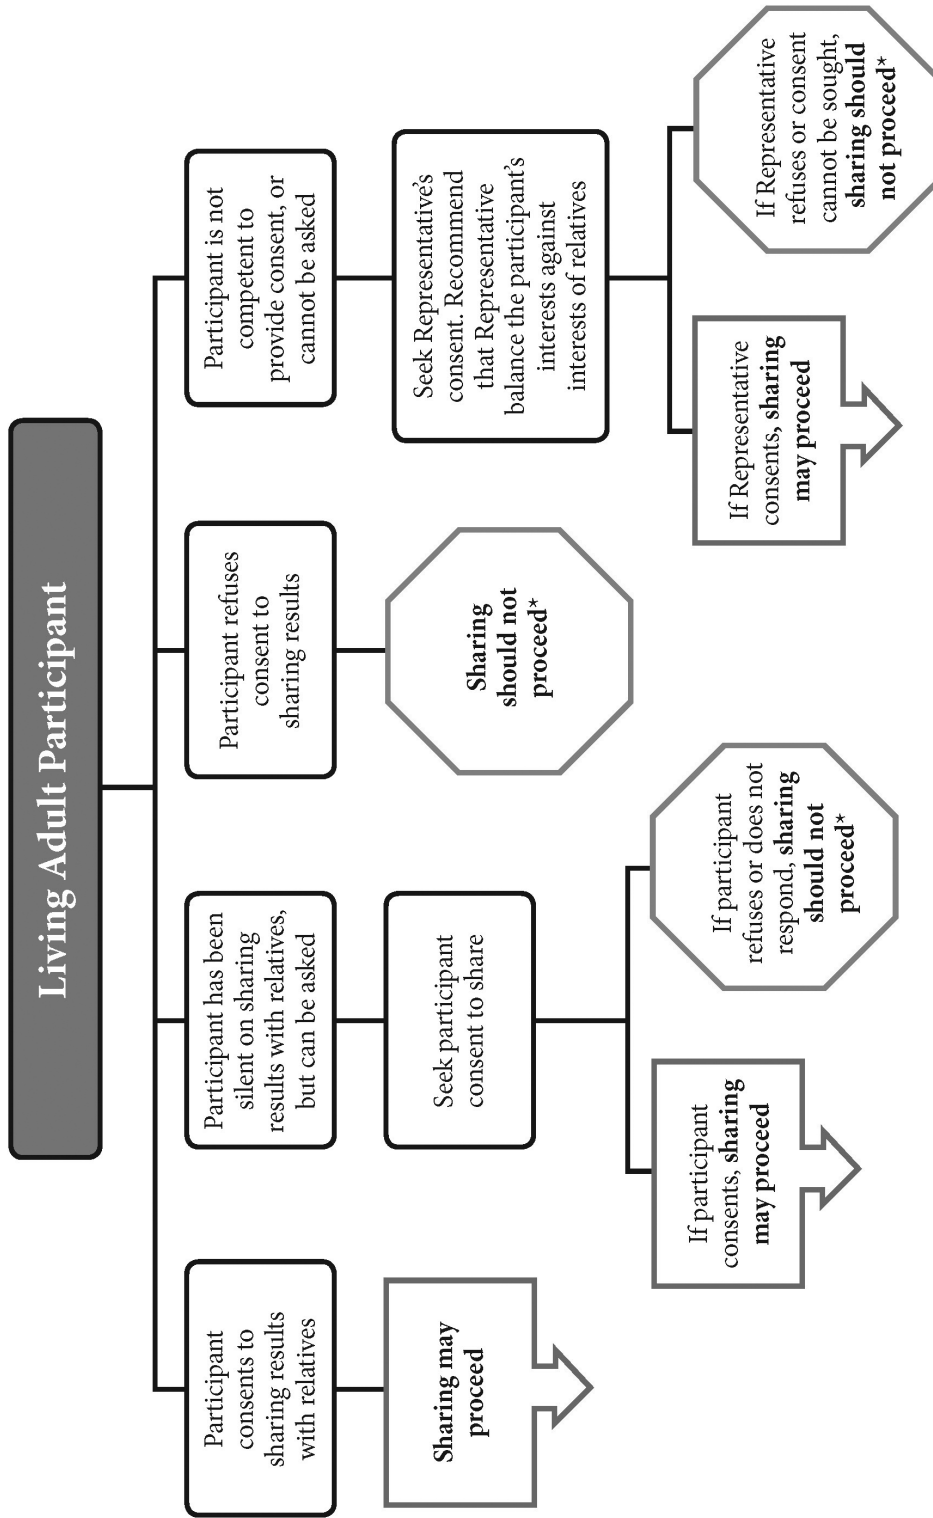 Living Adult Participant
Participant
consents to
sharing results
with relatives
Sharing may
proceed
Participant has been
silent on sharing
results with relatives,
but can be asked
Seek participant
consent to share
If participant
consents, sharing
may proceed
If participant
refuses or does not
respond, sharing
should not
proceed*
Participant refuses
consent to
sharing results
Sharing
should not
proceed*
Participant is not
competent to
provide consent, or
cannot be asked
Seek Representative’s
consent. Recommend
that Representative
balance the participant’s
interests against
interests of relatives
If Representative
consents, sharing
may proceed
If Representative
refuses or consent
cannot be sought,
sharing should
not proceed*